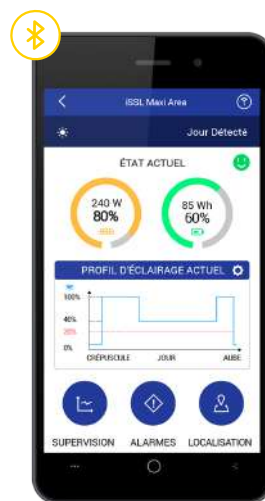 iSSL Maxi Area
Jour Détecté
ÉTAT ACTUEL
240 W
80%
85 Wh
60%
PROFIL D'ÉCLAIRAGE ACTUEL
100%
40%
20%
0%
CRÉPUSCULE JOUR AUBE
SUPERVISION ALARMES LOCALISATION